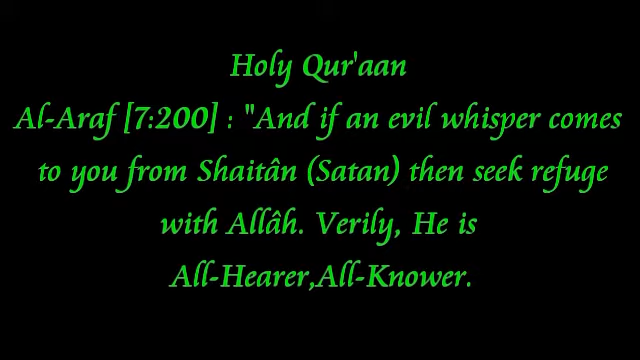 Holy Qur'aan
Al-Araf [7:200] : "And if an evil whisper comes
to you from Shaitân (Satan) then seek refuge
with Allâh. Verily, He is
All-Hearer,All-Knower.